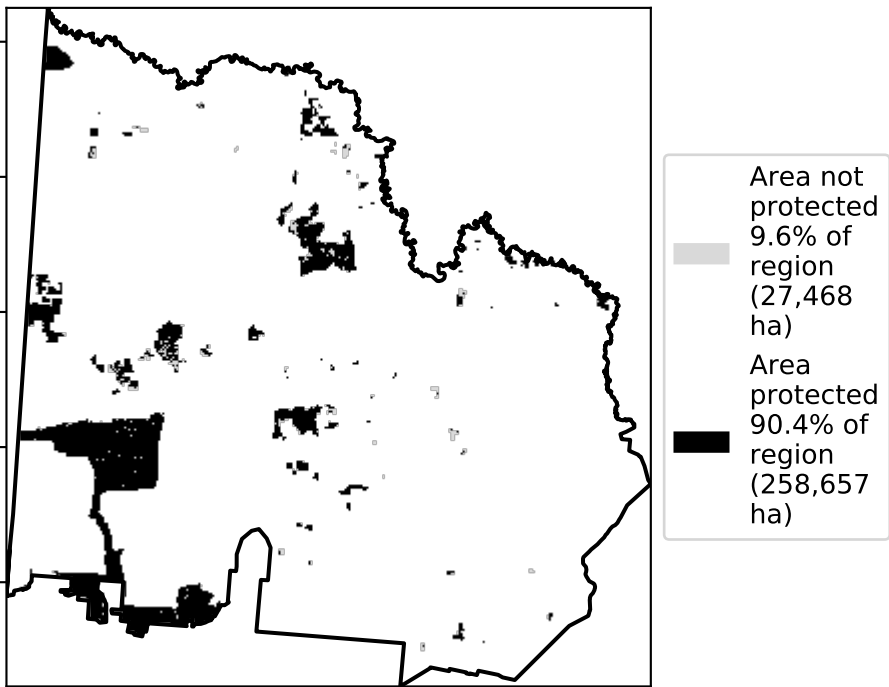 Area not
protected
9.6% of
region
(27,468
ha)
Area
protected
90.4% of
region
(258,657
ha)